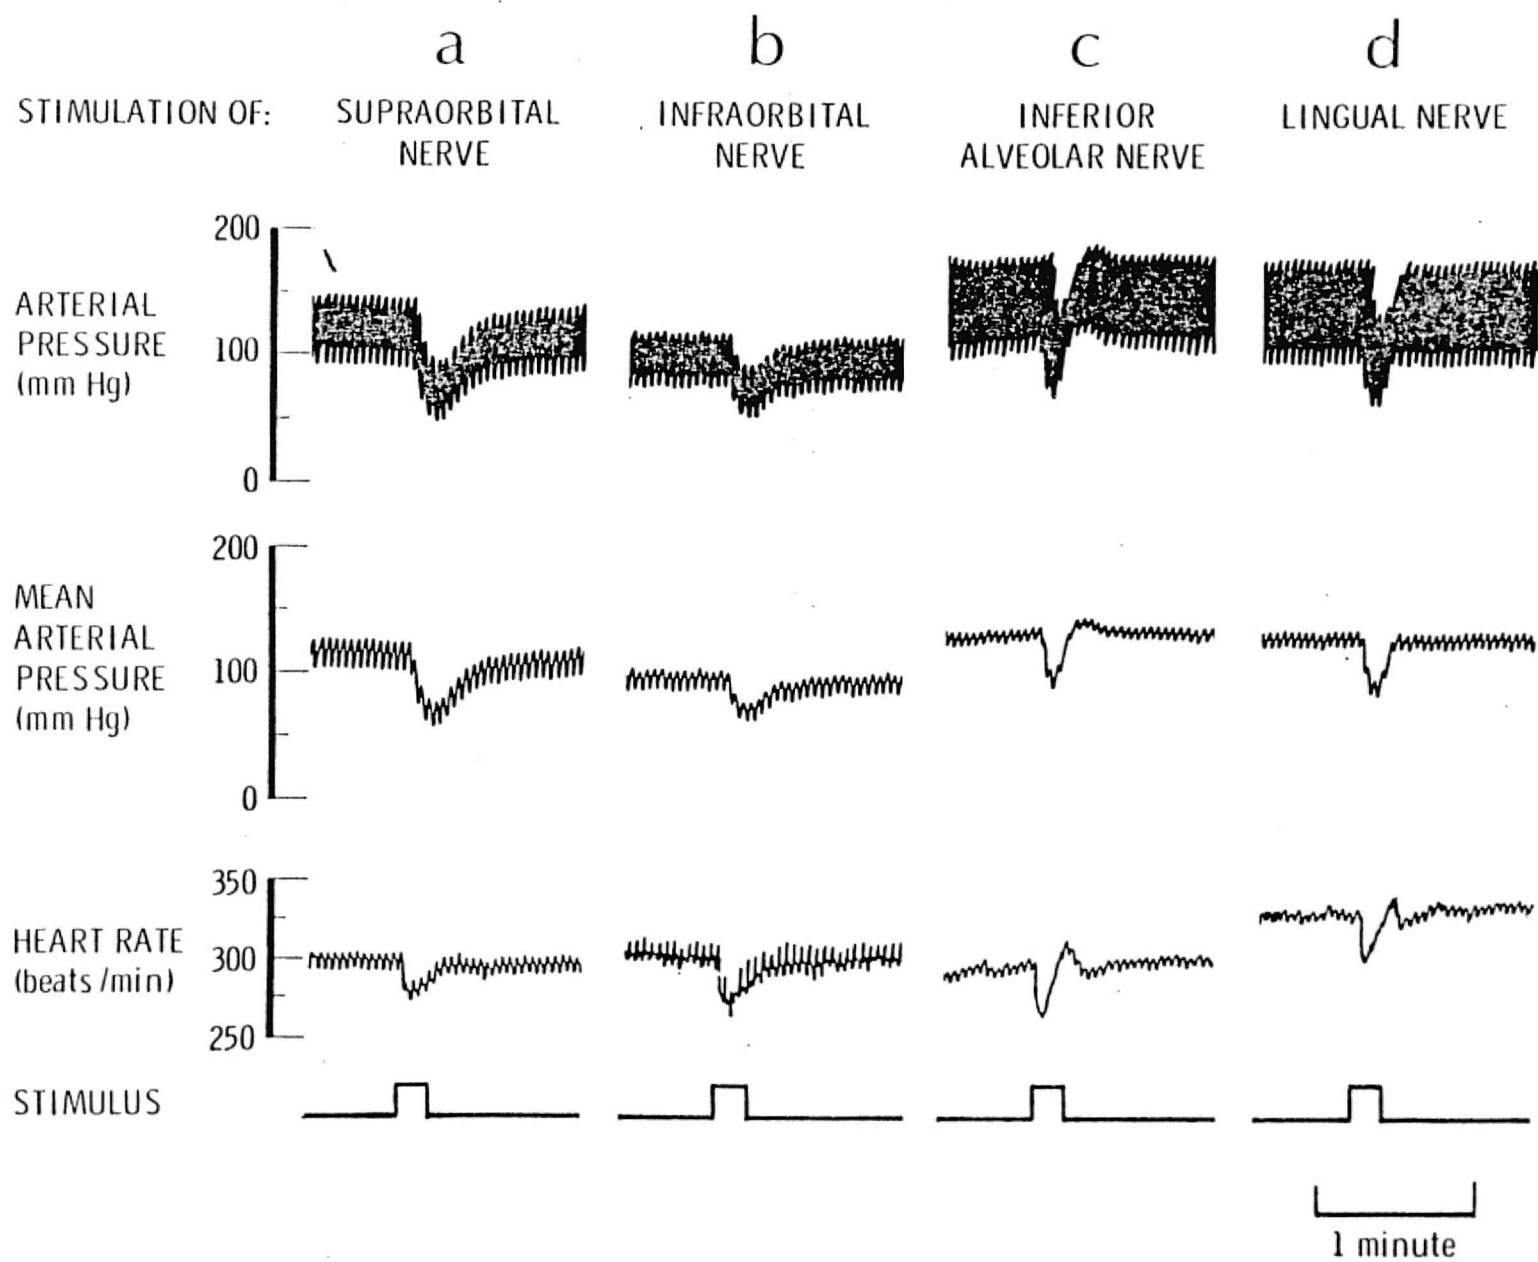 a b c d
STIMULATION OF: SUPRAORBITAL INFRAORBITAL INFERIOR LINGUAL NERVE
NERVE NERVE ALVEOLAR NERVE
200
ARTERIAL
PRESSURE 100
(mm Hg)
0
200
MEAN
ARTERIAL
PRESSURE 100
(mm Hg)
0
350
HEART RATE 300
(beats/min)
250
STIMULUS
1 minute